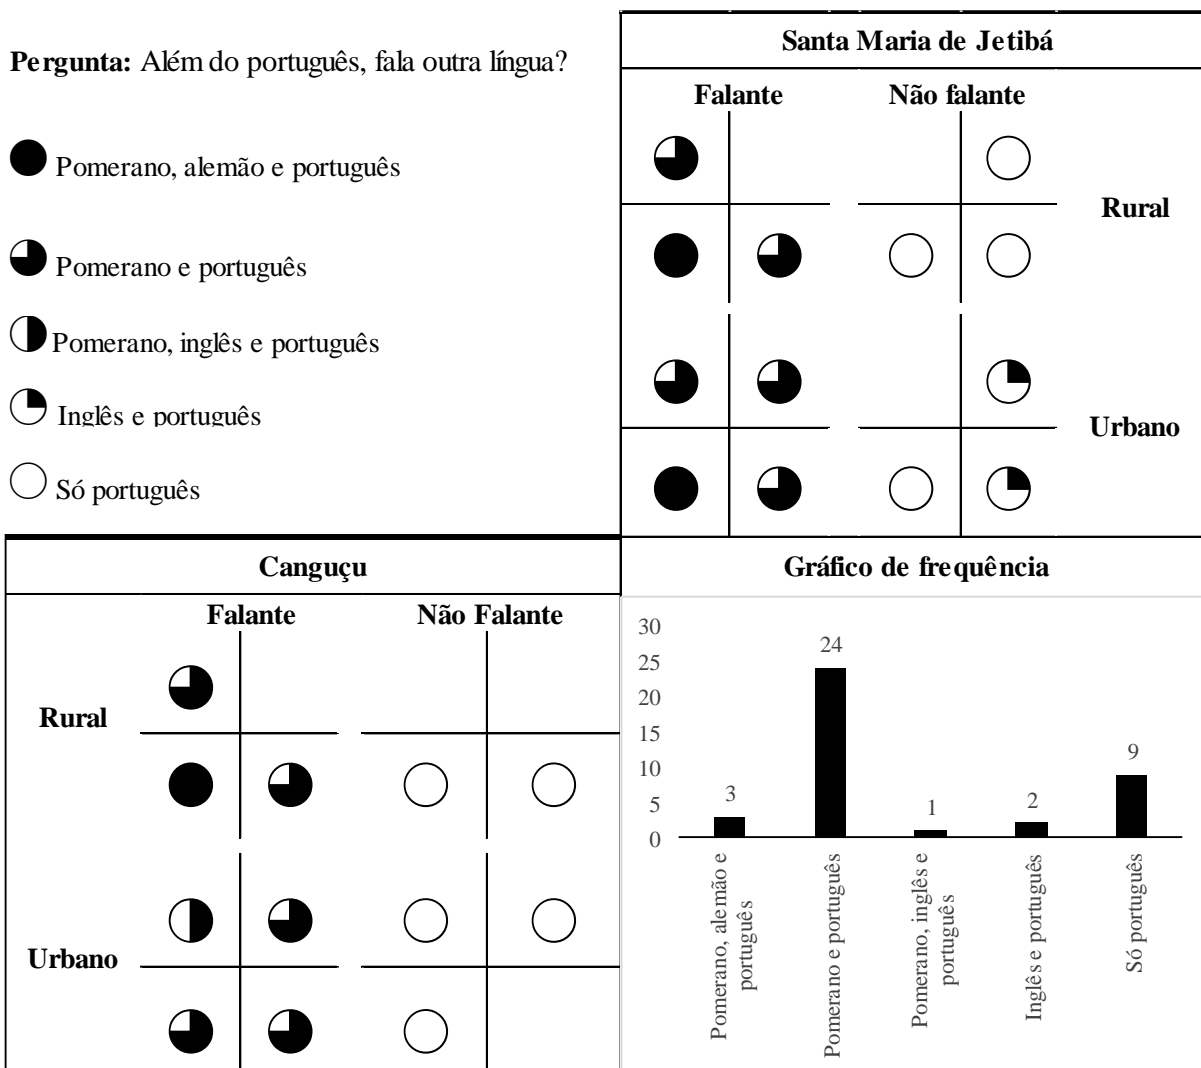 Pergunta: Além do português, fala outra língua?
Pomerano, alemão e português
Pomerano e português
Pomerano, inglês e português
Inglês e português
Só português
Santa Maria de Jetibá
Falante Não falante
Rural
Urbano
Canguçu
Falante Não Falante
Rural
Urbano
Gráfico de frequência
30
25
20
15
10
5
0
3
24
1
2
9
Pomerano, alemão e
português
Pomerano e português
Pomerano, inglês e
português
Inglês e português
Só português